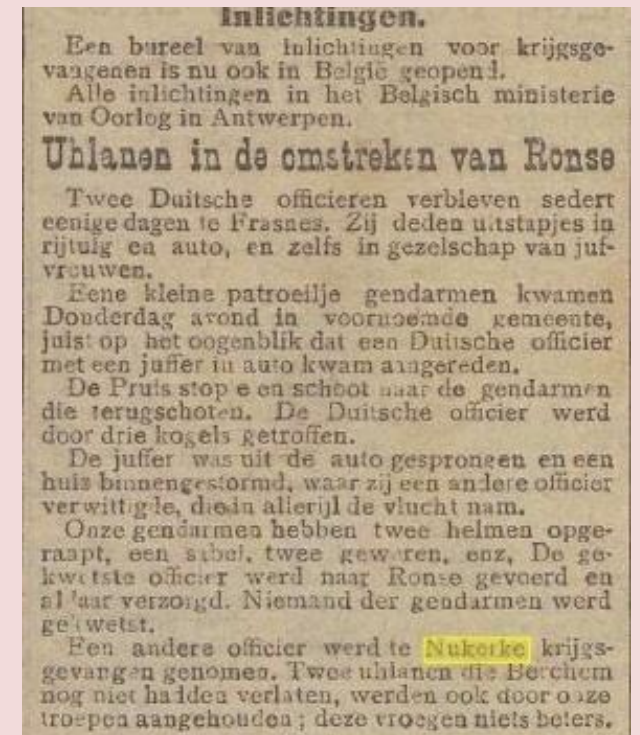 Inlichtingen.
Een bureel van inlichtingen voor krijgsge-
vangenen is nu ook in België geopend.
Alle inlichtingen in het Belgisch ministerie
van Oorlog in Antwerpen.
Uhlanen in de omstreken van Ronse
Twee Duitsche officieren verbleven sedert
eenige dagen te Frasnes. Zij deden uitstapjes in
rijtuig en auto, en zelfs in gezelschap van juf-
vrouwen.
Eene kleine patroeilje gendarmen kwamen
Donderdag avond in voornoemde gemeente,
juist op het oogenblik dat een Duitsche officier
met een juffer in auto kwam aangereden.
De Pruis stopte en schoot naar de gendarmen
die terugschoten. De Duitsche officier werd
door drie kogels getroffen.
De juffer was uit de auto gesprongen en een
huis binnengestormd, waar zij een andere officier
verwittigde, die in allerijl de vlucht nam.
Onze gendarmen hebben twee helmen opge-
raapt, een sabel, twee geweren, enz, De ge-
kwetste officier werd naar Ronse gevoerd en
aldaar verzorgd. Niemand der gendarmen werd
gekwetst.
Een andere officier werd te Nukerke krijgs-
gevangen genomen. Twee uhlanen die Berchem
nog niet hadden verlaten, werden ook door onze
troepen aangehouden ; deze vroegen niets beters.